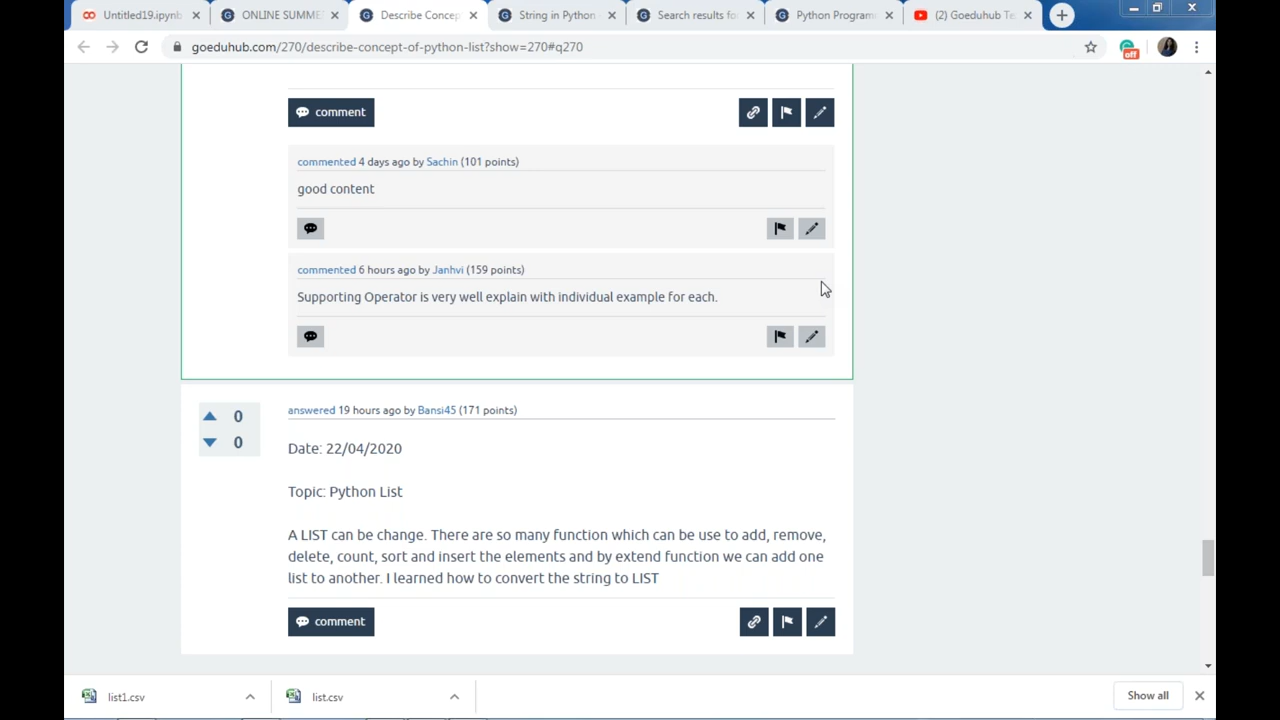 Untitled19.ipynb
ONLINE SUMME
Describe Concep
String in Python
Search results fo
Python Program
(2) Goeduhub Te
goeduhub.com/270/describe-concept-of-python-list?show=270#q270
off
comment
commented 4 days ago by Sachin (101 points)
good content
commented 6 hours ago by Janhvi (159 points)
Supporting Operator is very well explain with individual example for each.
0
0
answered 19 hours ago by Bansi45 (171 points)
Date: 22/04/2020
Topic: Python List
A LIST can be change. There are so many function which can be use to add, remove,
delete, count, sort and insert the elements and by extend function we can add one
list to another. I learned how to convert the string to LIST
comment
list1.csv
list.csv
Show all